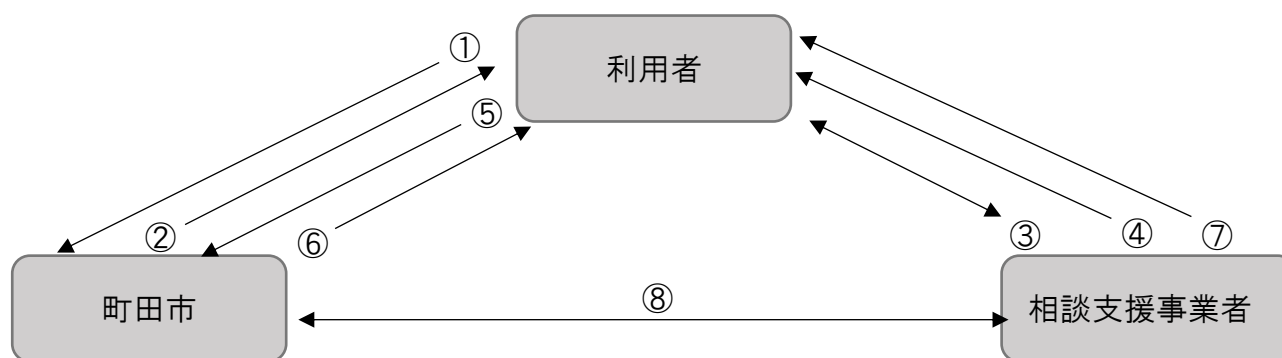 利用者
①
⑤
②
⑥
③
④
⑦
町田市
⑧
相談支援事業者